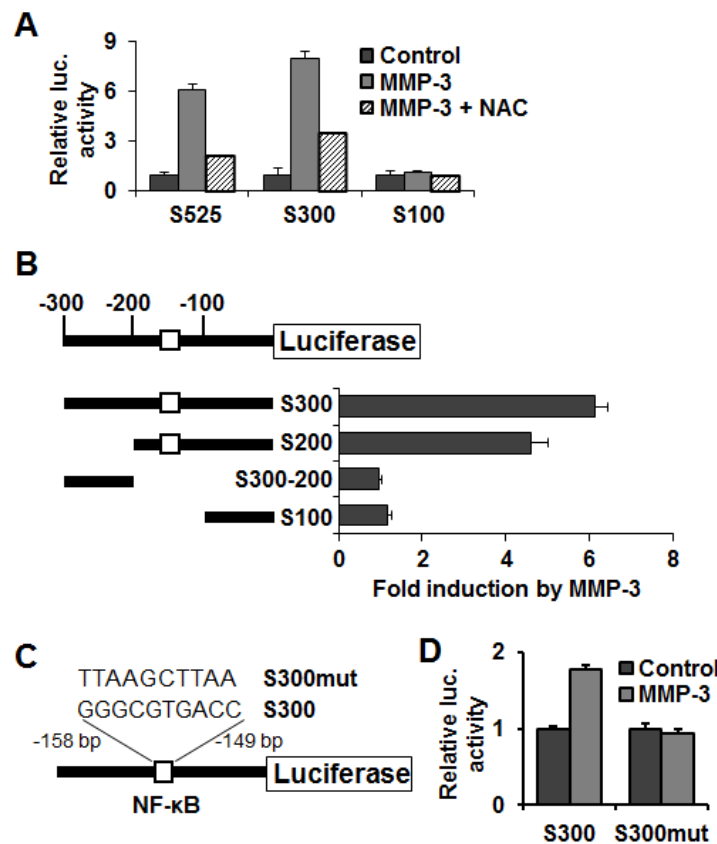 A
Relative luc.
activity
9
6
3
0
Control
MMP-3
MMP-3 + NAC
S525 S300 S100
B
-300 -200 -100
Luciferase
S300
S200
S300-200
S100
0 2 4 6 8
Fold induction by MMP-3
C
TTAAGCTTAA S300mut
GGGCGTGACC S300
-158 bp -149 bp
Luciferase
NF-κB
D
Relative luc.
activity
2
1
0
Control
MMP-3
S300 S300mut